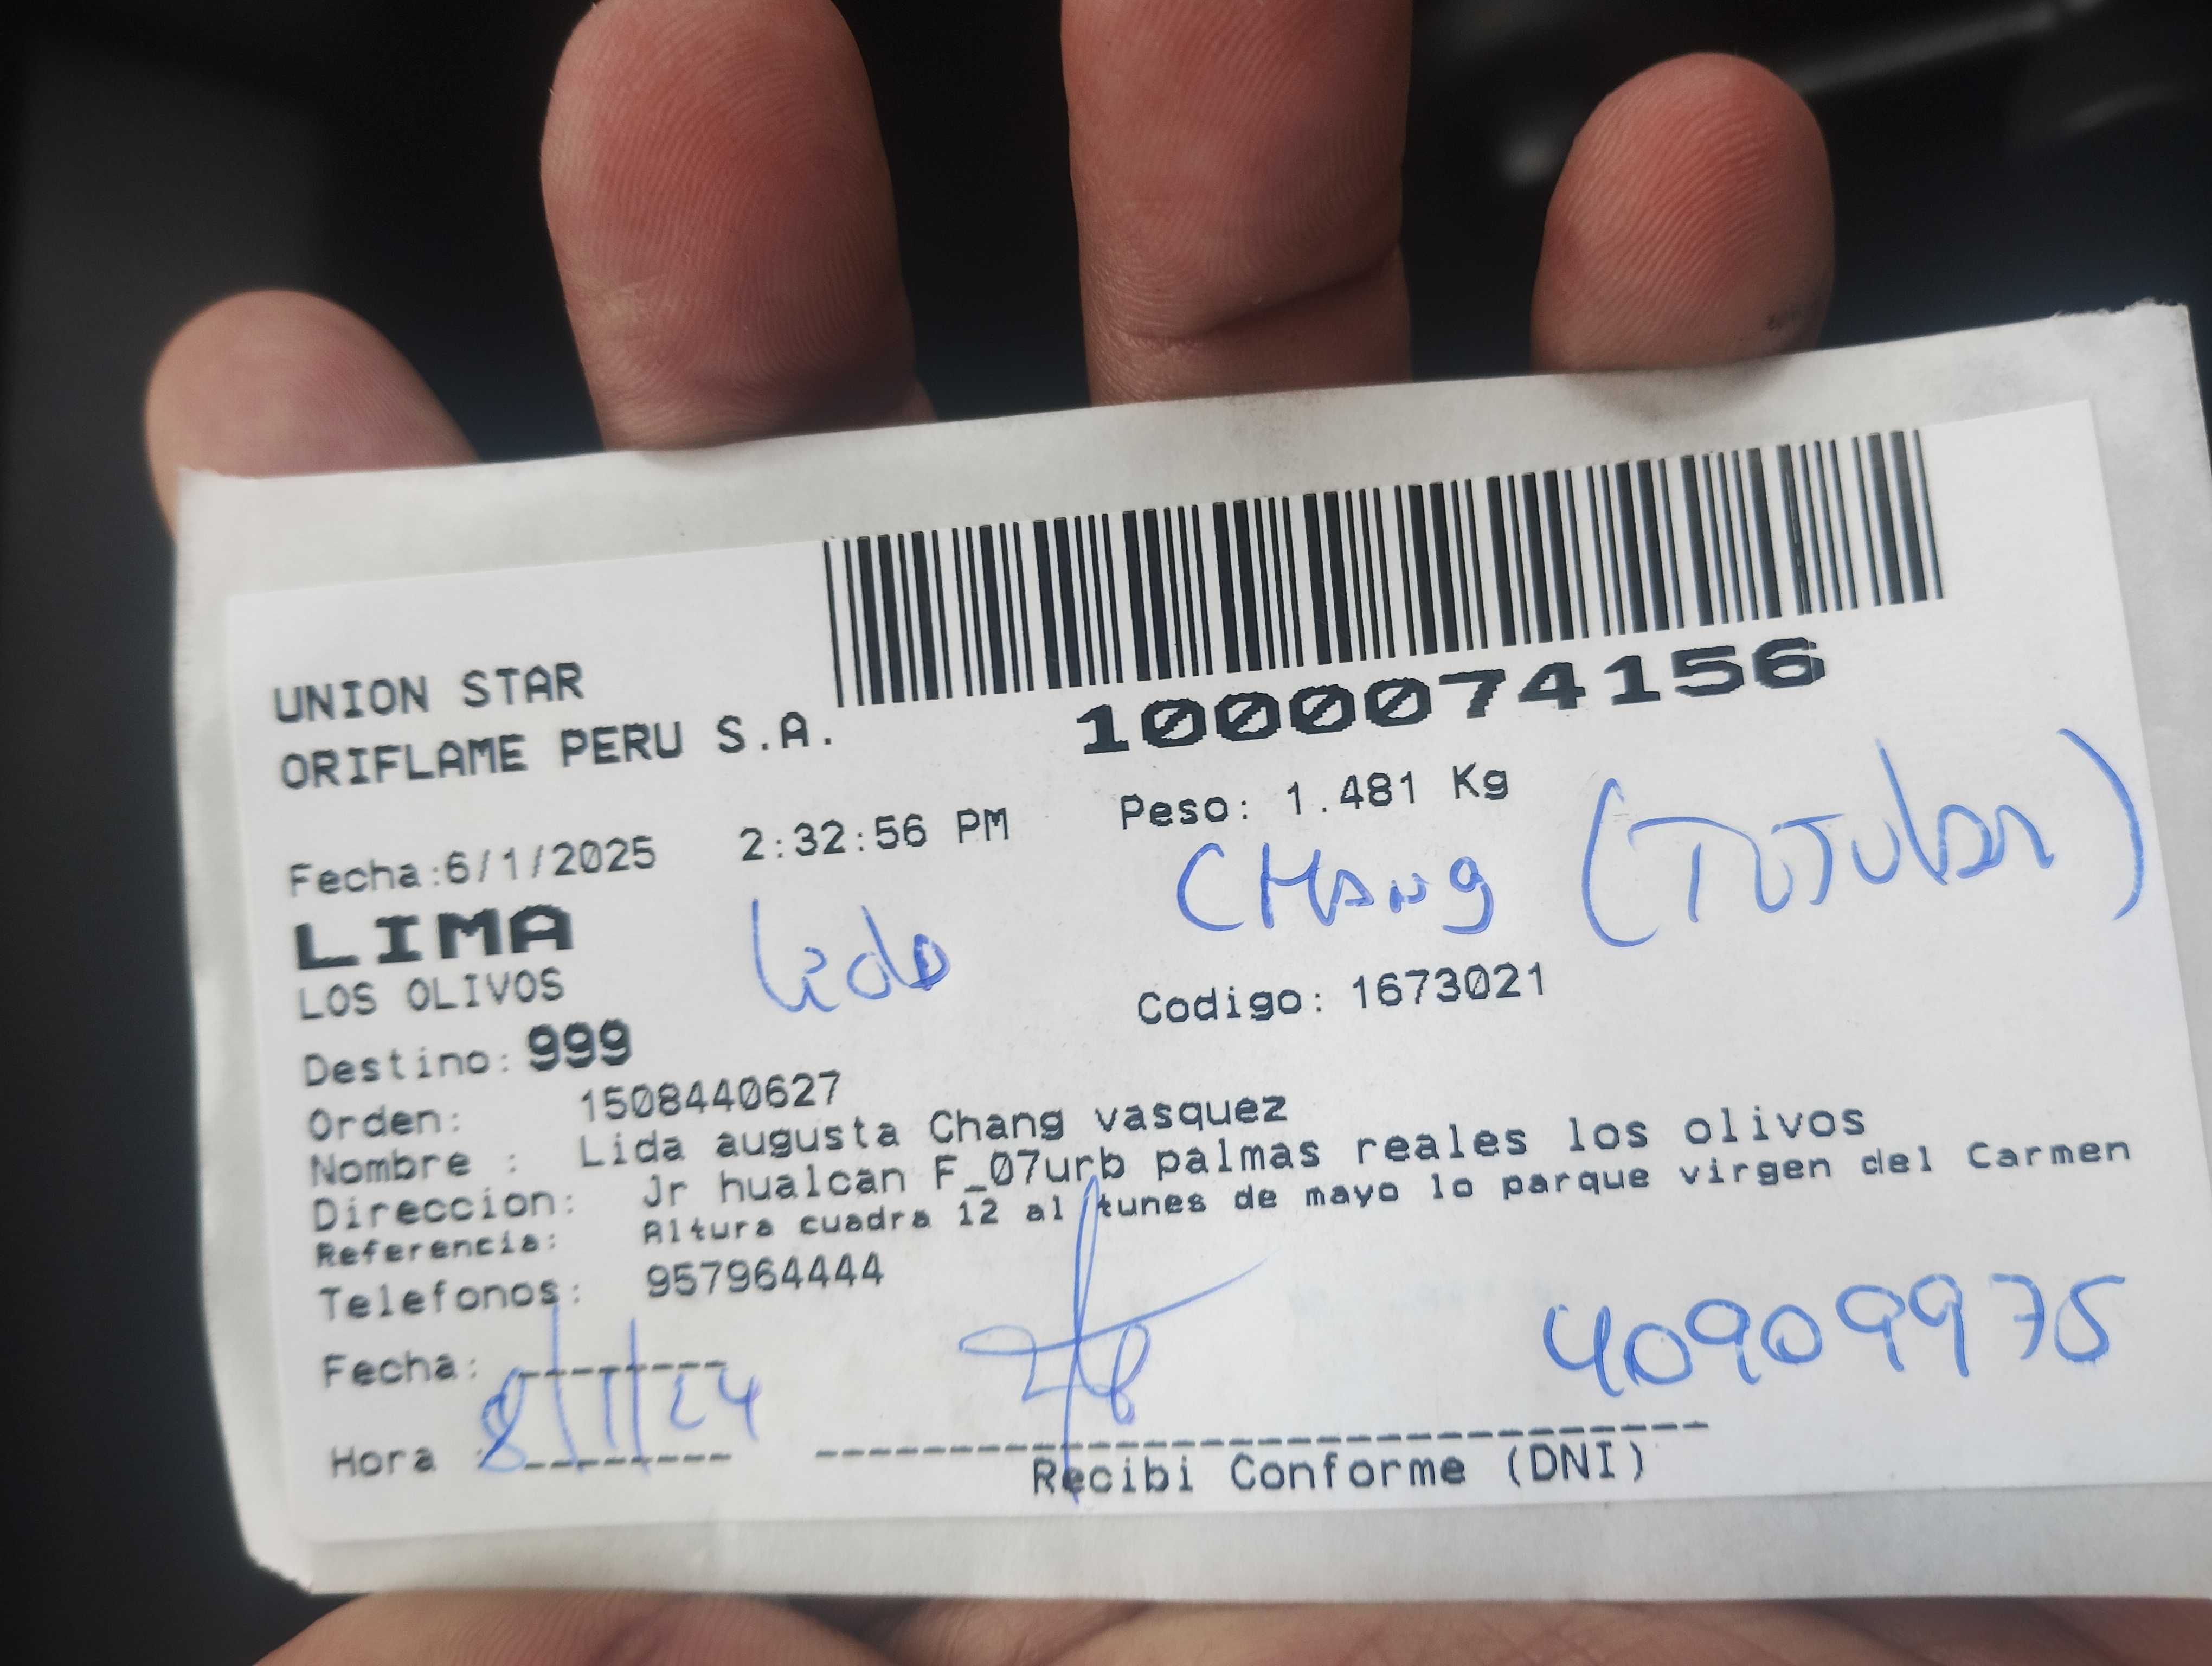 UNION STAR
ORIFLAME PERU S.A.
1000074156
Fecha:6/1/2025 2:32:56 PM Peso: 1.481 Kg
LIMA
Lida CHang (TiTular)
LOS OLIVOS
Codigo: 1673021
Destino: 999
Orden: 1508440627
Nombre : Lida augusta Chang vasquez
Direccion: Jr hualcan F_07urb palmas reales los olivos
Referencia: Altura cuadra 12 al tunes de mayo lo parque virgen del Carmen
Telefonos: 957964444
Fecha: 8/1/24
40909975
Hora :
Recibi Conforme (DNI)